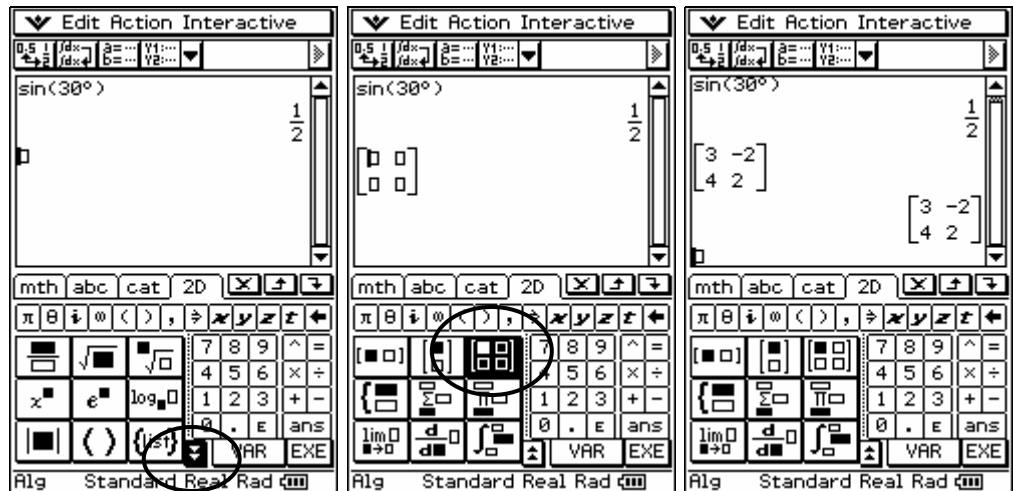 Edit Action Interactive
sin(30°)
1
2
mth abc cat 2D
π θ i ∞ ( ) , ⇒ x y z t
7 8 9 ^ =
4 5 6 × ÷
x e log 1 2 3 + −
( ) {list} 0 . E ans
VAR EXE
Alg Standard Real Rad
Edit Action Interactive
sin(30°)
1
2
mth abc cat 2D
π θ i ∞ ( ) , ⇒ x y z t
7 8 9 ^ =
4 5 6 × ÷
Σ Π 1 2 3 + −
lim d ∫ 0 . E ans
VAR EXE
Alg Standard Real Rad
Edit Action Interactive
sin(30°)
1
2
3 -2
4 2
3 -2
4 2
mth abc cat 2D
π θ i ∞ ( ) , ⇒ x y z t
7 8 9 ^ =
4 5 6 × ÷
Σ Π 1 2 3 + −
lim d ∫ 0 . E ans
VAR EXE
Alg Standard Real Rad